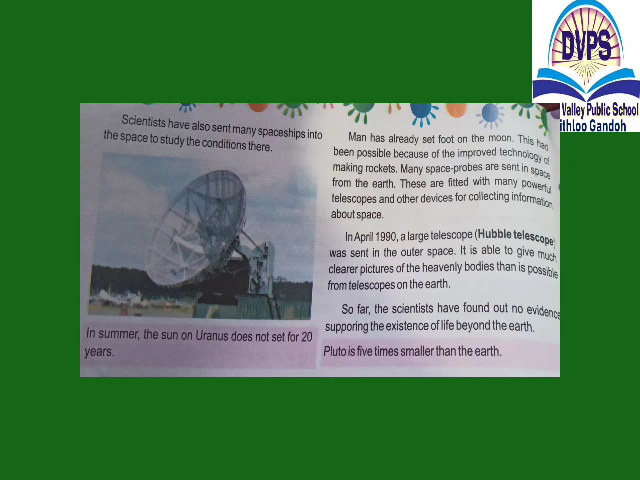 DVPS
Valley Public School
ithloo Gandoh
Scientists have also sent many spaceships into
the space to study the conditions there.
In summer, the sun on Uranus does not set for 20
years.
Man has already set foot on the moon. This had
been possible because of the improved technology of
making rockets. Many space-probes are sent in space
from the earth. These are fitted with many powerful
telescopes and other devices for collecting information
about space.
In April 1990, a large telescope (Hubble telescope)
was sent in the outer space. It is able to give much
clearer pictures of the heavenly bodies than is possible
from telescopes on the earth.
So far, the scientists have found out no evidence
supporing the existence of life beyond the earth.
Pluto is five times smaller than the earth.